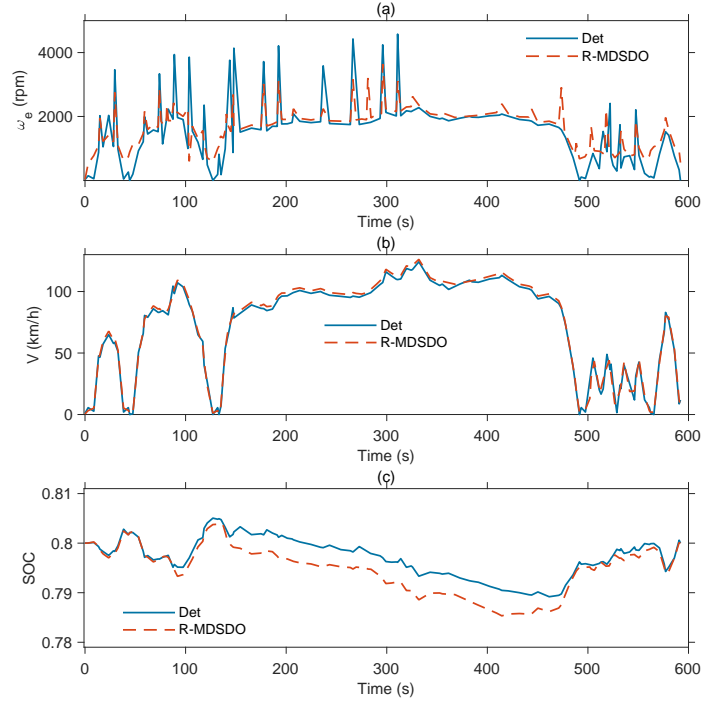 (a)
4000
2000
ω_e (rpm)
Det
R-MDSDO
0 100 200 300 400 500 600
Time (s)
(b)
100
50
0
V (km/h)
Det
R-MDSDO
0 100 200 300 400 500 600
Time (s)
(c)
0.81
0.8
0.79
0.78
SOC
Det
R-MDSDO
0 100 200 300 400 500 600
Time (s)